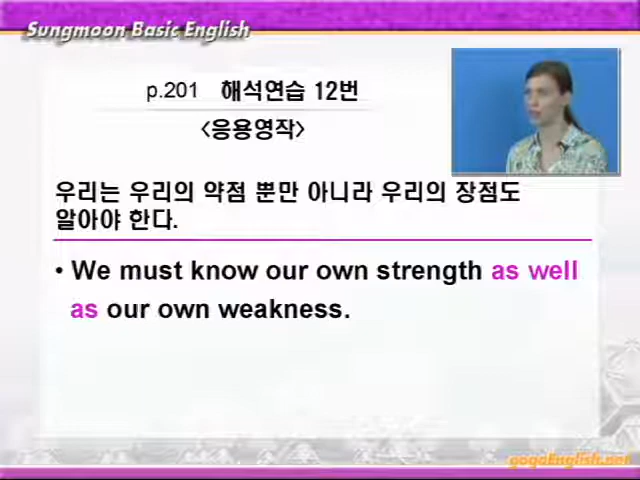 Sungmoon Basic English
p.201 해석연습 12번
<응용영작>
우리는 우리의 약점 뿐만 아니라 우리의 장점도
알아야 한다.
• We must know our own strength as well
as our own weakness.
gogaEnglish.net